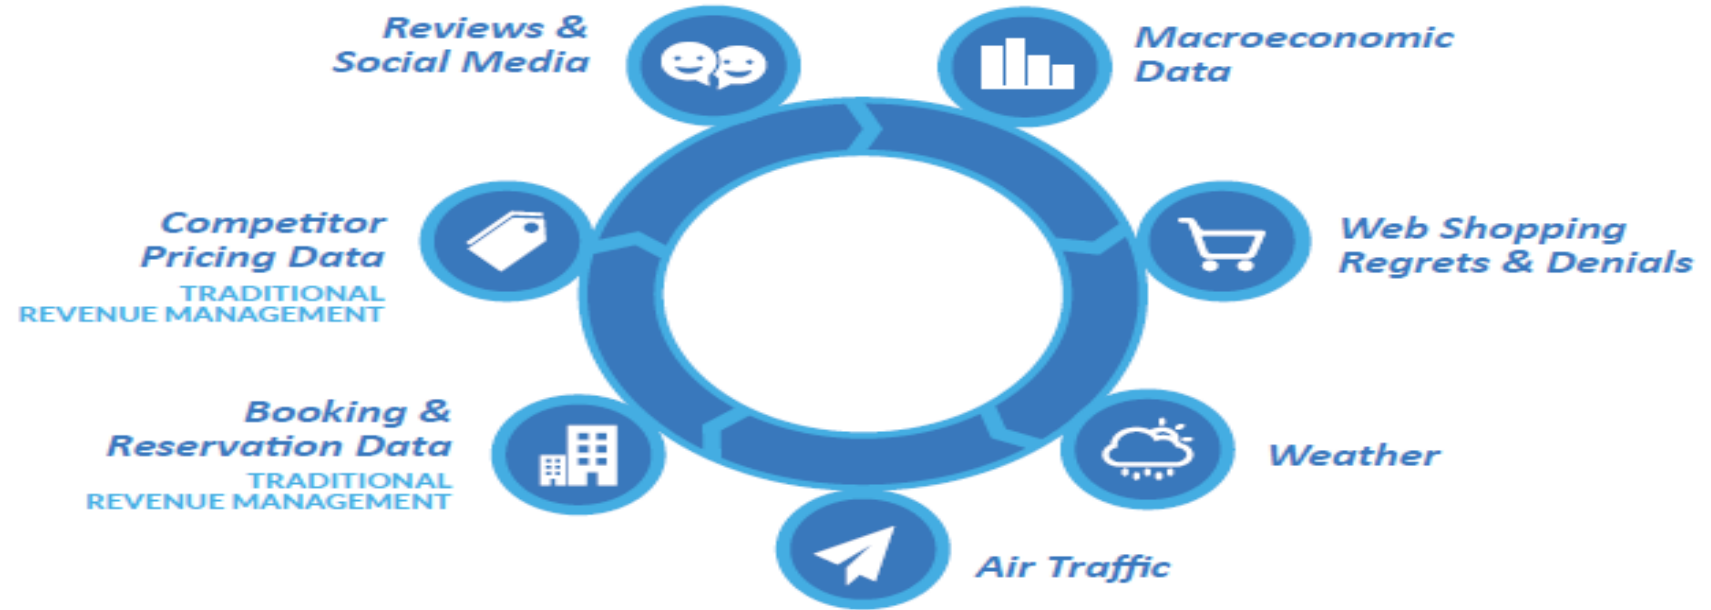 Reviews &
Social Media
Macroeconomic
Data
Competitor
Pricing Data
TRADITIONAL
REVENUE MANAGEMENT
Web Shopping
Regrets & Denials
Booking &
Reservation Data
TRADITIONAL
REVENUE MANAGEMENT
Weather
Air Traffic